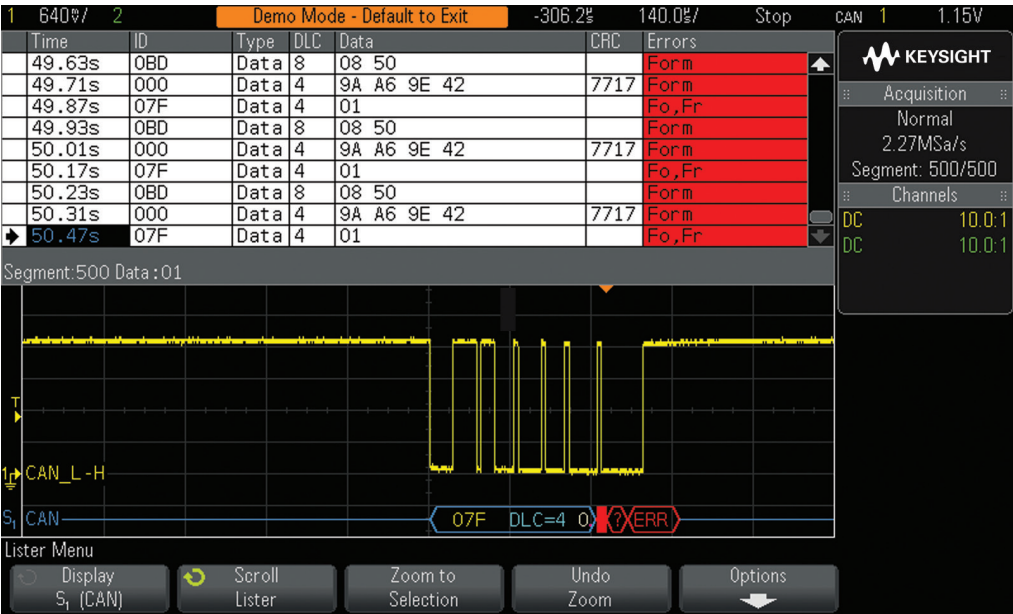 1 640%/ 2 Demo Mode - Default to Exit -306.2% 140.0%/ Stop CAN 1 1.15V
Time ID Type DLC Data CRC Errors
49.63s 0BD Data 8 08 50 Form
49.71s 000 Data 4 9A A6 9E 42 7717 Form
49.87s 07F Data 4 01 Fo,Fr
49.93s 0BD Data 8 08 50 Form
50.01s 000 Data 4 9A A6 9E 42 7717 Form
50.17s 07F Data 4 01 Fo,Fr
50.23s 0BD Data 8 08 50 Form
50.31s 000 Data 4 9A A6 9E 42 7717 Form
50.47s 07F Data 4 01 Fo,Fr
Segment:500 Data:01
KEYSIGHT
Acquisition
Normal
2.27MSa/s
Segment: 500/500
Channels
DC 10.0:1
DC 10.0:1
T
1 CAN_L-H
S1 CAN 07F DLC=4 0 ? ERR
Lister Menu
Display
S1 (CAN)
Scroll
Lister
Zoom to
Selection
Undo
Zoom
Options